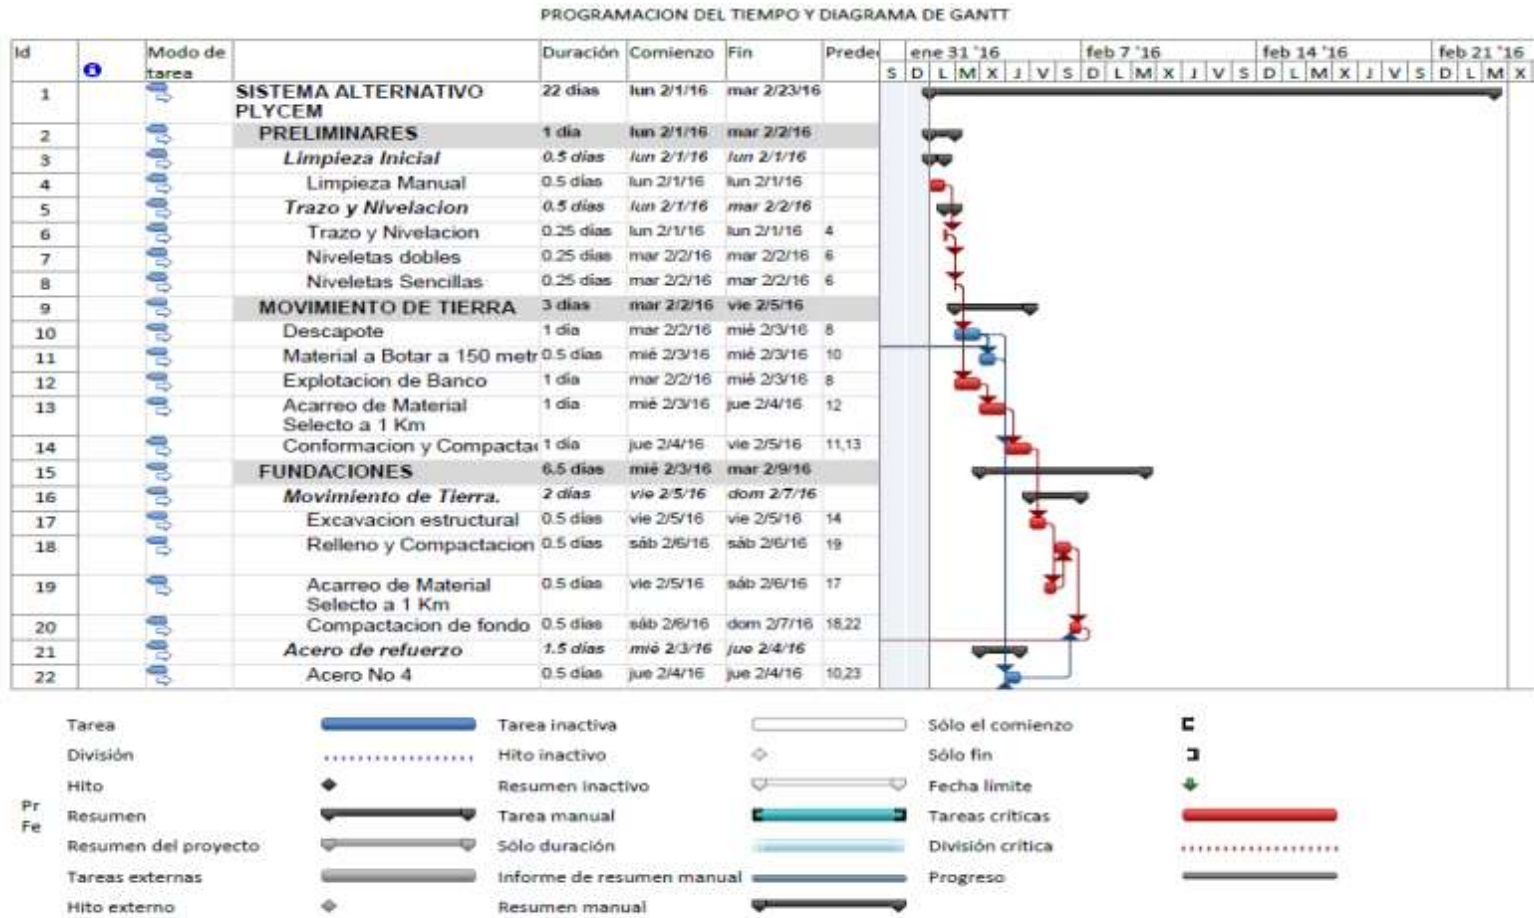 PROGRAMACION DEL TIEMPO Y DIAGRAMA DE GANTT
Id Modo de tarea Duración Comienzo Fin Predec ene 31 '16 feb 7 '16 feb 14 '16 feb 21 '16
S D L M X J V S D L M X J V S D L M X J V S D L M X
1 SISTEMA ALTERNATIVO PLYCEM 22 días lun 2/1/16 mar 2/23/16
2 PRELIMINARES 1 día lun 2/1/16 mar 2/2/16
3 Limpieza Inicial 0.5 días lun 2/1/16 lun 2/1/16
4 Limpieza Manual 0.5 días lun 2/1/16 lun 2/1/16
5 Trazo y Nivelacion 0.5 días lun 2/1/16 mar 2/2/16
6 Trazo y Nivelacion 0.25 días lun 2/1/16 lun 2/1/16 4
7 Niveletas dobles 0.25 días mar 2/2/16 mar 2/2/16 6
8 Niveletas Sencillas 0.25 días mar 2/2/16 mar 2/2/16 6
9 MOVIMIENTO DE TIERRA 3 días mar 2/2/16 vie 2/5/16
10 Descapote 1 día mar 2/2/16 mié 2/3/16 8
11 Material a Botar a 150 metr 0.5 días mié 2/3/16 mié 2/3/16 10
12 Explotacion de Banco 1 día mar 2/2/16 mié 2/3/16 8
13 Acarreo de Material Selecto a 1 Km 1 día mié 2/3/16 jue 2/4/16 12
14 Conformacion y Compactac 1 día jue 2/4/16 vie 2/5/16 11,13
15 FUNDACIONES 6.5 días mié 2/3/16 mar 2/9/16
16 Movimiento de Tierra. 2 días vie 2/5/16 dom 2/7/16
17 Excavacion estructural 0.5 días vie 2/5/16 vie 2/5/16 14
18 Relleno y Compactacion 0.5 días sáb 2/6/16 sáb 2/6/16 19
19 Acarreo de Material Selecto a 1 Km 0.5 días vie 2/5/16 sáb 2/6/16 17
20 Compactacion de fondo 0.5 días sáb 2/6/16 dom 2/7/16 18,22
21 Acero de refuerzo 1.5 días mié 2/3/16 jue 2/4/16
22 Acero No 4 0.5 días jue 2/4/16 jue 2/4/16 10,23
Pr
Fe
Tarea Tarea inactiva Sólo el comienzo
División Hito inactivo Sólo fin
Hito Resumen inactivo Fecha límite
Resumen Tarea manual Tareas críticas
Resumen del proyecto Sólo duración División crítica
Tareas externas Informe de resumen manual Progreso
Hito externo Resumen manual